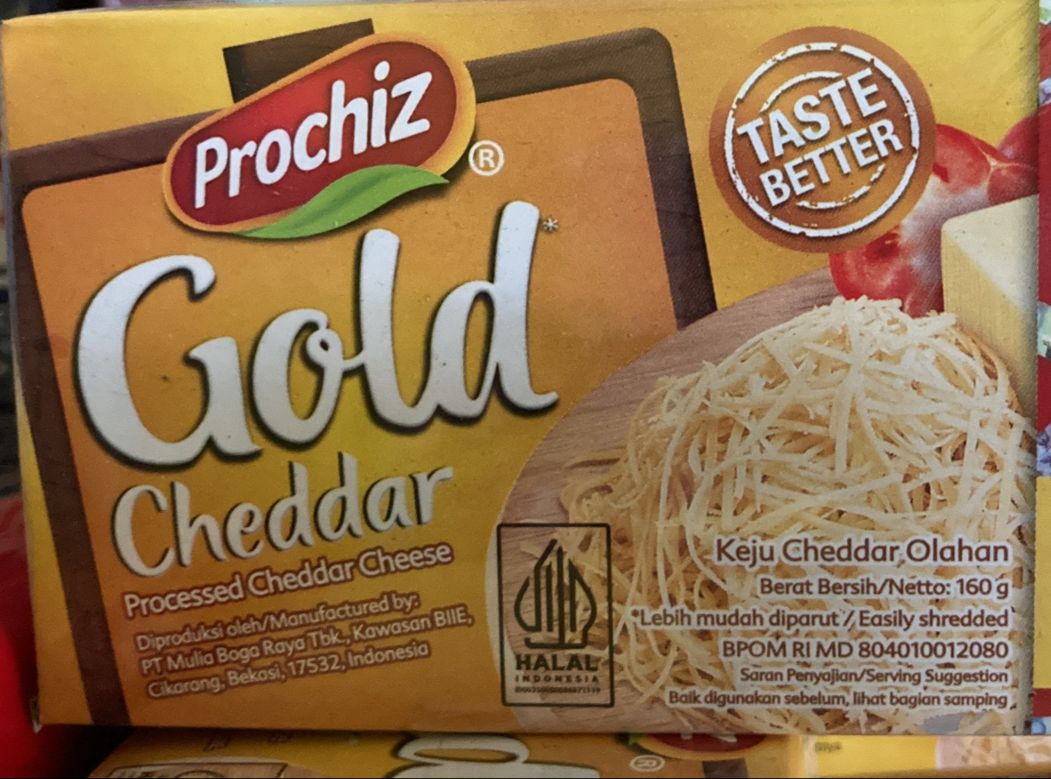 Prochiz
®
TASTE
BETTER
Gold*
Cheddar
Processed Cheddar Cheese
Diproduksi oleh/Manufactured by:
PT Mulia Boga Raya Tbk., Kawasan BIIE,
Cikarang, Bekasi, 17532, Indonesia
HALAL
INDONESIA
Keju Cheddar Olahan
Berat Bersih/Netto: 160 g
*Lebih mudah diparut / Easily shredded
BPOM RI MD 804010012080
Saran Penyajian/Serving Suggestion
Baik digunakan sebelum, lihat bagian samping
Prochiz
®